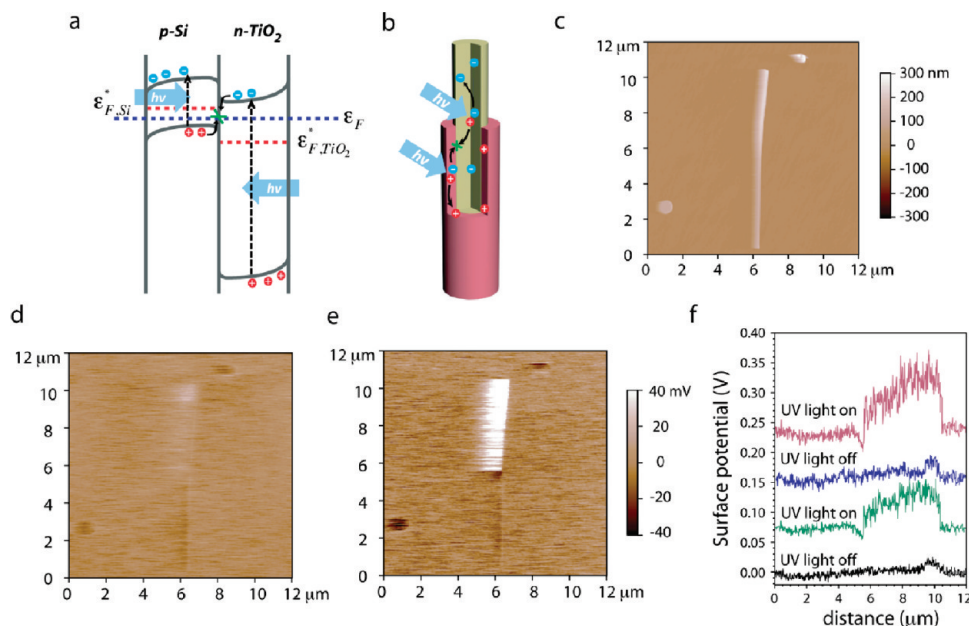 a
p-Si n-TiO2
hν
ε*F,Si
εF
ε*F,TiO2
hν
b
hν
hν
c
12 μm
10
8
6
4
2
0
0 2 4 6 8 10 12 μm
300 nm
200
100
0
-100
-200
-300
d
12 μm
10
8
6
4
2
0
0 2 4 6 8 10 12 μm
e
12 μm
10
8
6
4
2
0
0 2 4 6 8 10 12 μm
40 mV
20
0
-20
-40
f
Surface potential (V)
0.40
0.35
0.30
0.25
0.20
0.15
0.10
0.05
0.00
UV light on
UV light off
UV light on
UV light off
0 2 4 6 8 10 12
distance (μm)